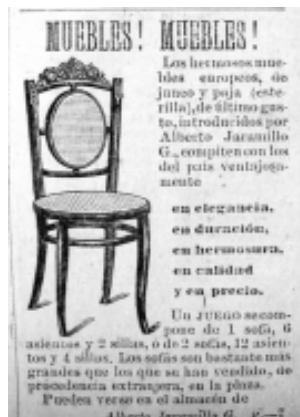 MUEBLES! MUEBLES!
Los hermosos mue-
bles europeos, de
junco y paja (este-
rilla), de último gus-
to, introducidos por
Alberto Jaramillo
G., compiten con los
del pais ventajosa-
mente
en elegancia,
en duración,
en hermosura,
en calidad
y en precio.
Un JUEGO se com-
pone de 1 sofá, 6
asientos y 2 sillas, ó de 2 sofás, 12 asien-
tos y 4 sillas. Los sofás son bastante más
grandes que los que se han vendido, de
procedencia extranjera, en la plaza.
Pueden verse en el almacén de
Alberto Jaramillo G.